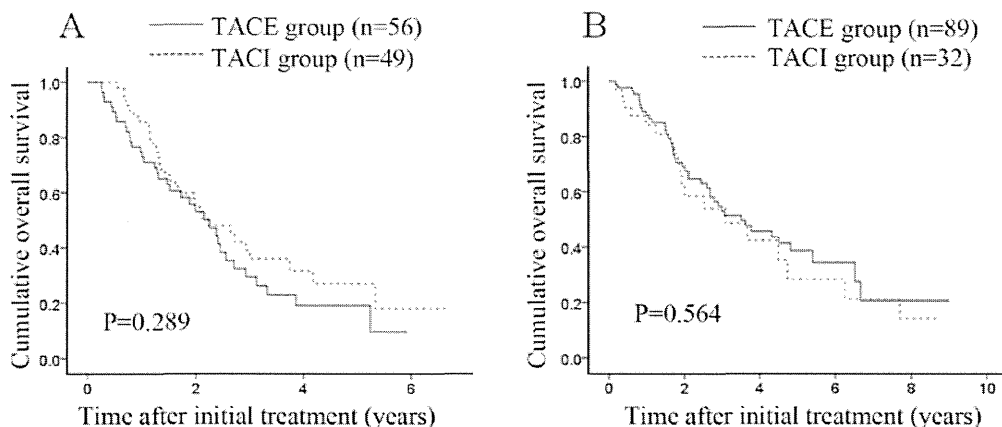 A
TACE group (n=56)
TACI group (n=49)
Cumulative overall survival
1.0
0.8
0.6
0.4
0.2
0.0
P=0.289
0
2
4
6
Time after initial treatment (years)
B
TACE group (n=89)
TACI group (n=32)
Cumulative overall survival
1.0
0.8
0.6
0.4
0.2
0.0
P=0.564
0
2
4
6
8
10
Time after initial treatment (years)